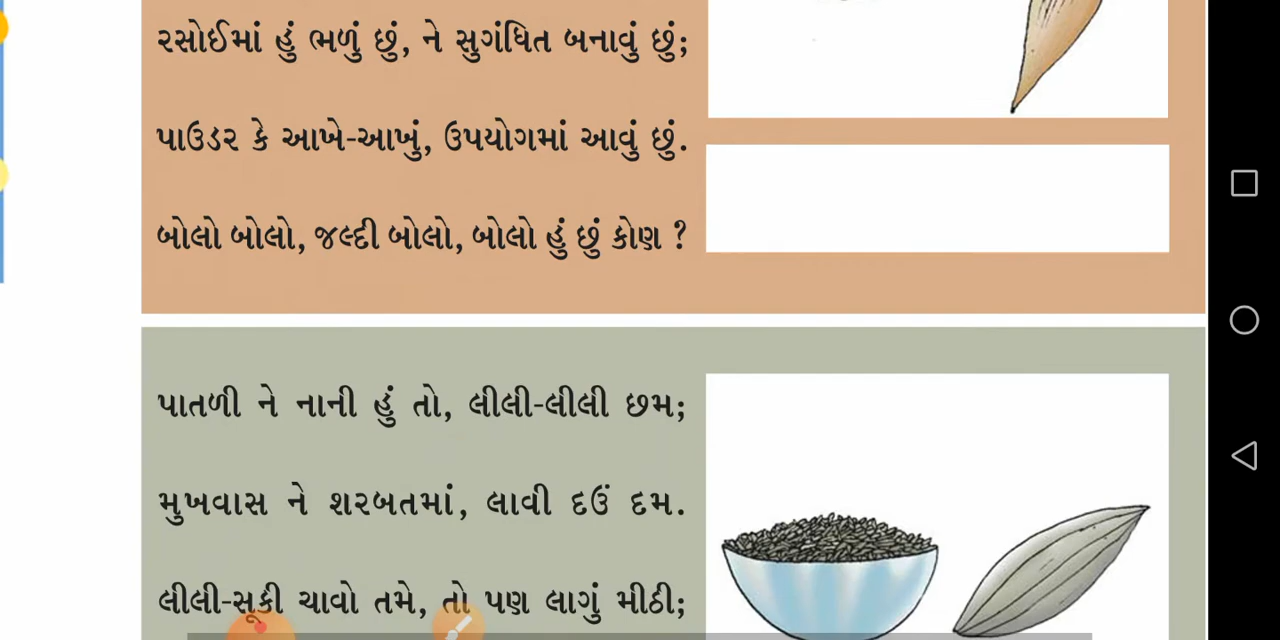 રસોઈમાં હું ભળું છું, ને સુગંધિત બનાવું છું;
પાઉડર કે આખે-આખું, ઉપયોગમાં આવું છું.
બોલો બોલો, જલ્દી બોલો, બોલો હું છું કોણ ?
પાતળી ને નાની હું તો, લીલી-લીલી છમ;
મુખવાસ ને શરબતમાં, લાવી દઉં દમ.
લીલી-સૂકી ચાવો તમે, તો પણ લાગું મીઠી;